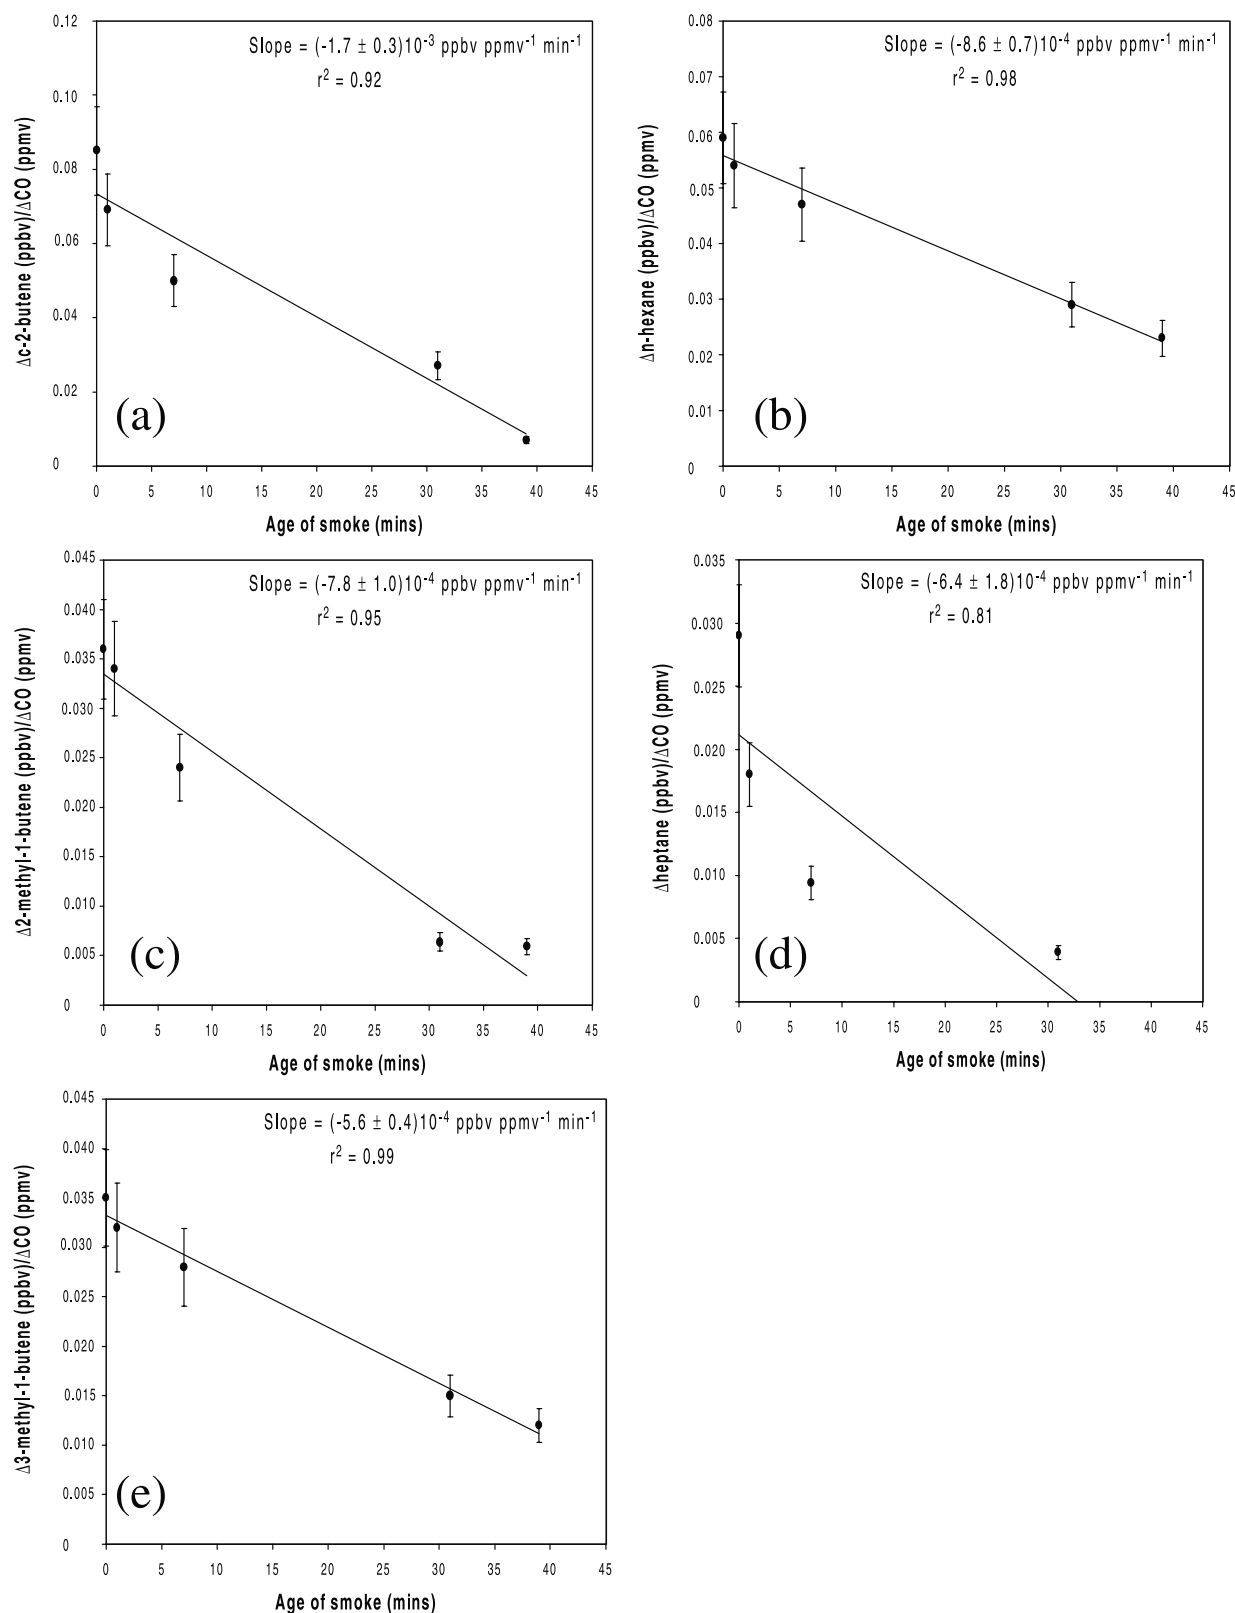 Slope = (-1.7 ± 0.3)10⁻³ ppbv ppmv⁻¹ min⁻¹
r² = 0.92
Δc-2-butene (ppbv)/ΔCO (ppmv)
0.12
0.10
0.08
0.06
0.04
0.02
0
(a)
0 5 10 15 20 25 30 35 40 45
Age of smoke (mins)
Slope = (-8.6 ± 0.7)10⁻⁴ ppbv ppmv⁻¹ min⁻¹
r² = 0.98
Δn-hexane (ppbv)/ΔCO (ppmv)
0.08
0.07
0.06
0.05
0.04
0.03
0.02
0.01
0
(b)
0 5 10 15 20 25 30 35 40 45
Age of smoke (mins)
Slope = (-7.8 ± 1.0)10⁻⁴ ppbv ppmv⁻¹ min⁻¹
r² = 0.95
Δ2-methyl-1-butene (ppbv)/ΔCO (ppmv)
0.045
0.040
0.035
0.030
0.025
0.020
0.015
0.010
0.005
0
(c)
0 5 10 15 20 25 30 35 40 45
Age of smoke (mins)
Slope = (-6.4 ± 1.8)10⁻⁴ ppbv ppmv⁻¹ min⁻¹
r² = 0.81
Δheptane (ppbv)/ΔCO (ppmv)
0.035
0.030
0.025
0.020
0.015
0.010
0.005
0
(d)
0 5 10 15 20 25 30 35 40 45
Age of smoke (mins)
Slope = (-5.6 ± 0.4)10⁻⁴ ppbv ppmv⁻¹ min⁻¹
r² = 0.99
Δ3-methyl-1-butene (ppbv)/ΔCO (ppmv)
0.045
0.040
0.035
0.030
0.025
0.020
0.015
0.010
0.005
0
(e)
0 5 10 15 20 25 30 35 40 45
Age of smoke (mins)